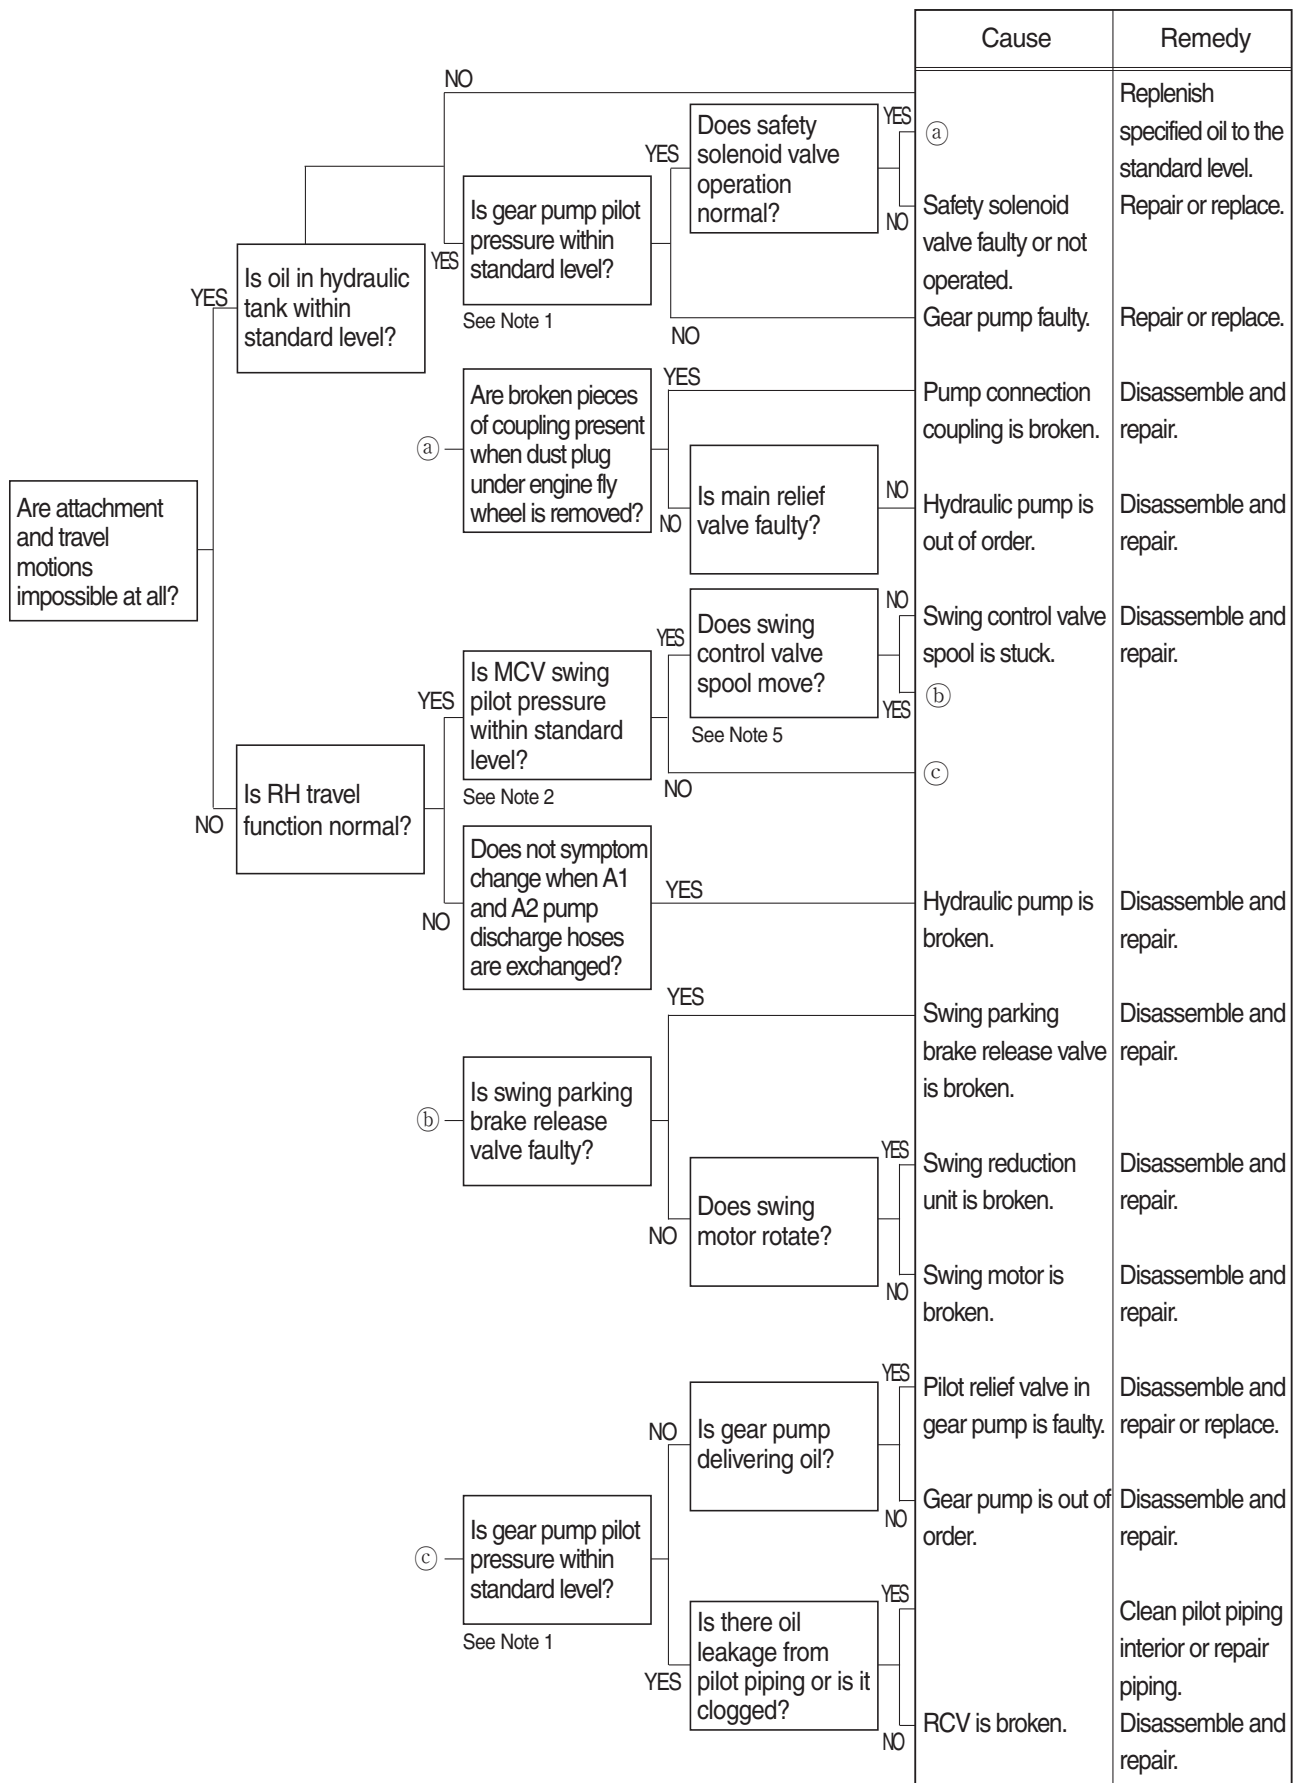 Cause
Remedy
NO
Replenish
specified oil to the
standard level.
Does safety
solenoid valve
operation
normal?
YES
ⓐ
YES
NO
Safety solenoid
valve faulty or not
operated.
Repair or replace.
Is gear pump pilot
pressure within
standard level?
YES
See Note 1
Is oil in hydraulic
tank within
standard level?
YES
NO
Gear pump faulty.
Repair or replace.
ⓐ
Are broken pieces
of coupling present
when dust plug
under engine fly
wheel is removed?
YES
Pump connection
coupling is broken.
Disassemble and
repair.
NO
Is main relief
valve faulty?
NO
Hydraulic pump is
out of order.
Disassemble and
repair.
Are attachment
and travel
motions
impossible at all?
Does swing
control valve
spool move?
See Note 5
NO
Swing control valve
spool is stuck.
Disassemble and
repair.
YES
YES
ⓑ
Is MCV swing
pilot pressure
within standard
level?
YES
See Note 2
NO
ⓒ
Is RH travel
function normal?
NO
Does not symptom
change when A1
and A2 pump
discharge hoses
are exchanged?
NO
YES
Hydraulic pump is
broken.
Disassemble and
repair.
ⓑ
Is swing parking
brake release
valve faulty?
YES
Swing parking
brake release valve
is broken.
Disassemble and
repair.
NO
Does swing
motor rotate?
YES
Swing reduction
unit is broken.
Disassemble and
repair.
NO
Swing motor is
broken.
Disassemble and
repair.
ⓒ
Is gear pump pilot
pressure within
standard level?
See Note 1
NO
Is gear pump
delivering oil?
YES
Pilot relief valve in
gear pump is faulty.
Disassemble and
repair or replace.
NO
Gear pump is out of
order.
Disassemble and
repair.
YES
Is there oil
leakage from
pilot piping or is it
clogged?
YES
Clean pilot piping
interior or repair
piping.
NO
RCV is broken.
Disassemble and
repair.